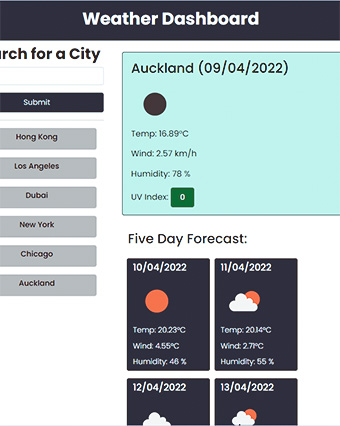 Weather Dashboard
rch for a City
Submit
Hong Kong
Los Angeles
Dubai
New York
Chicago
Auckland
Auckland (09/04/2022)
Temp: 16.89°C
Wind: 2.57 km/h
Humidity: 78 %
UV Index: 0
Five Day Forecast:
10/04/2022
Temp: 20.23°C
Wind: 4.55°C
Humidity: 46 %
11/04/2022
Temp: 20.14°C
Wind: 2.71°C
Humidity: 55 %
12/04/2022
13/04/2022